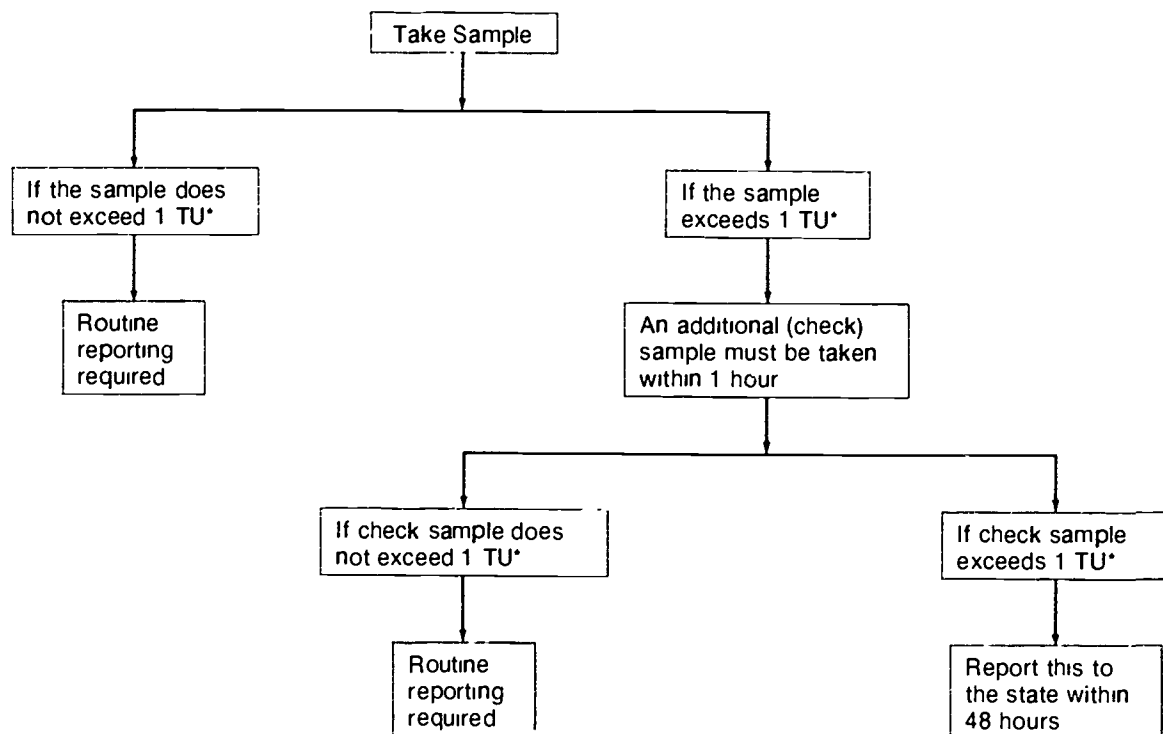 Take Sample
If the sample does
not exceed 1 TU*
If the sample
exceeds 1 TU*
Routine
reporting
required
An additional (check)
sample must be taken
within 1 hour
If check sample does
not exceed 1 TU*
If check sample
exceeds 1 TU*
Routine
reporting
required
Report this to
the state within
48 hours